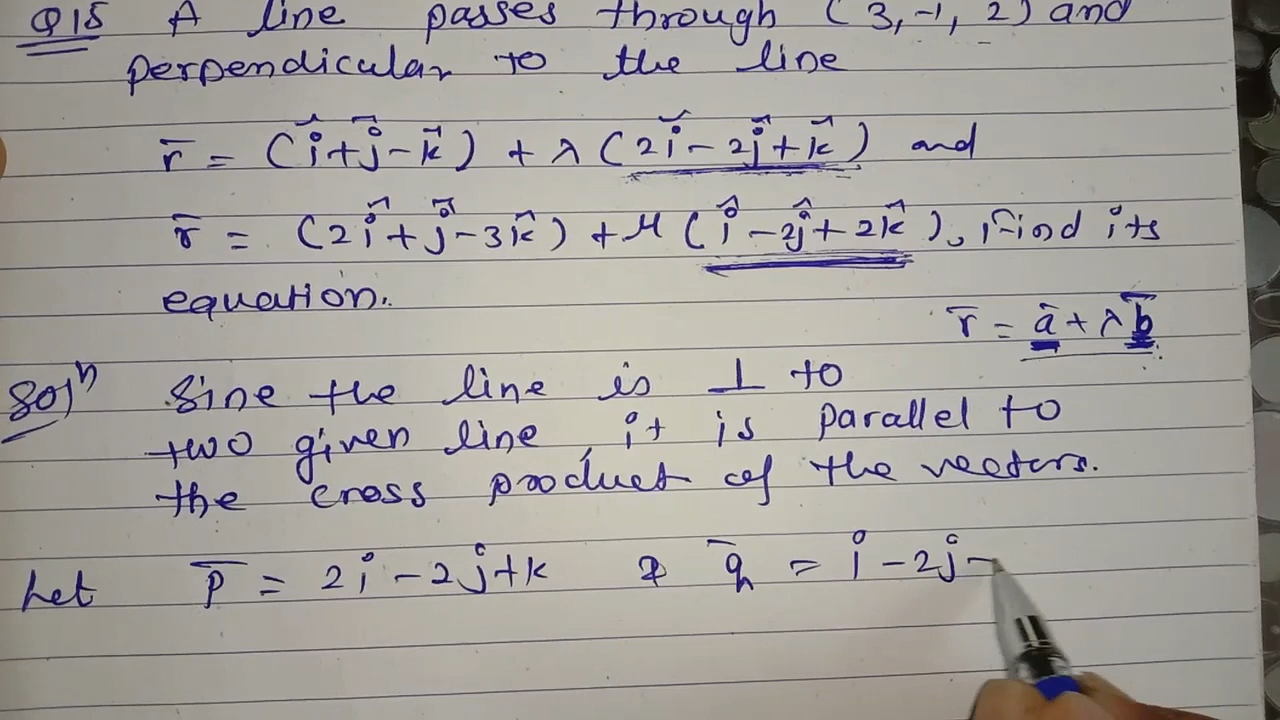 Q18 A line passes through (3, -1, 2) and
perpendicular to the line
r̄ = (î + ĵ - k̂) + λ (2î - 2ĵ + k̂) and
r̄ = (2î + ĵ - 3k̂) + μ (î - 2ĵ + 2k̂). Find its
equation.
r̄ = ā + λ b̄
Solⁿ Sine the line is ⊥ to
two given line, it is parallel to
the cross product of the vectors.
Let p̄ = 2i - 2j + k & q̄ = i - 2j -